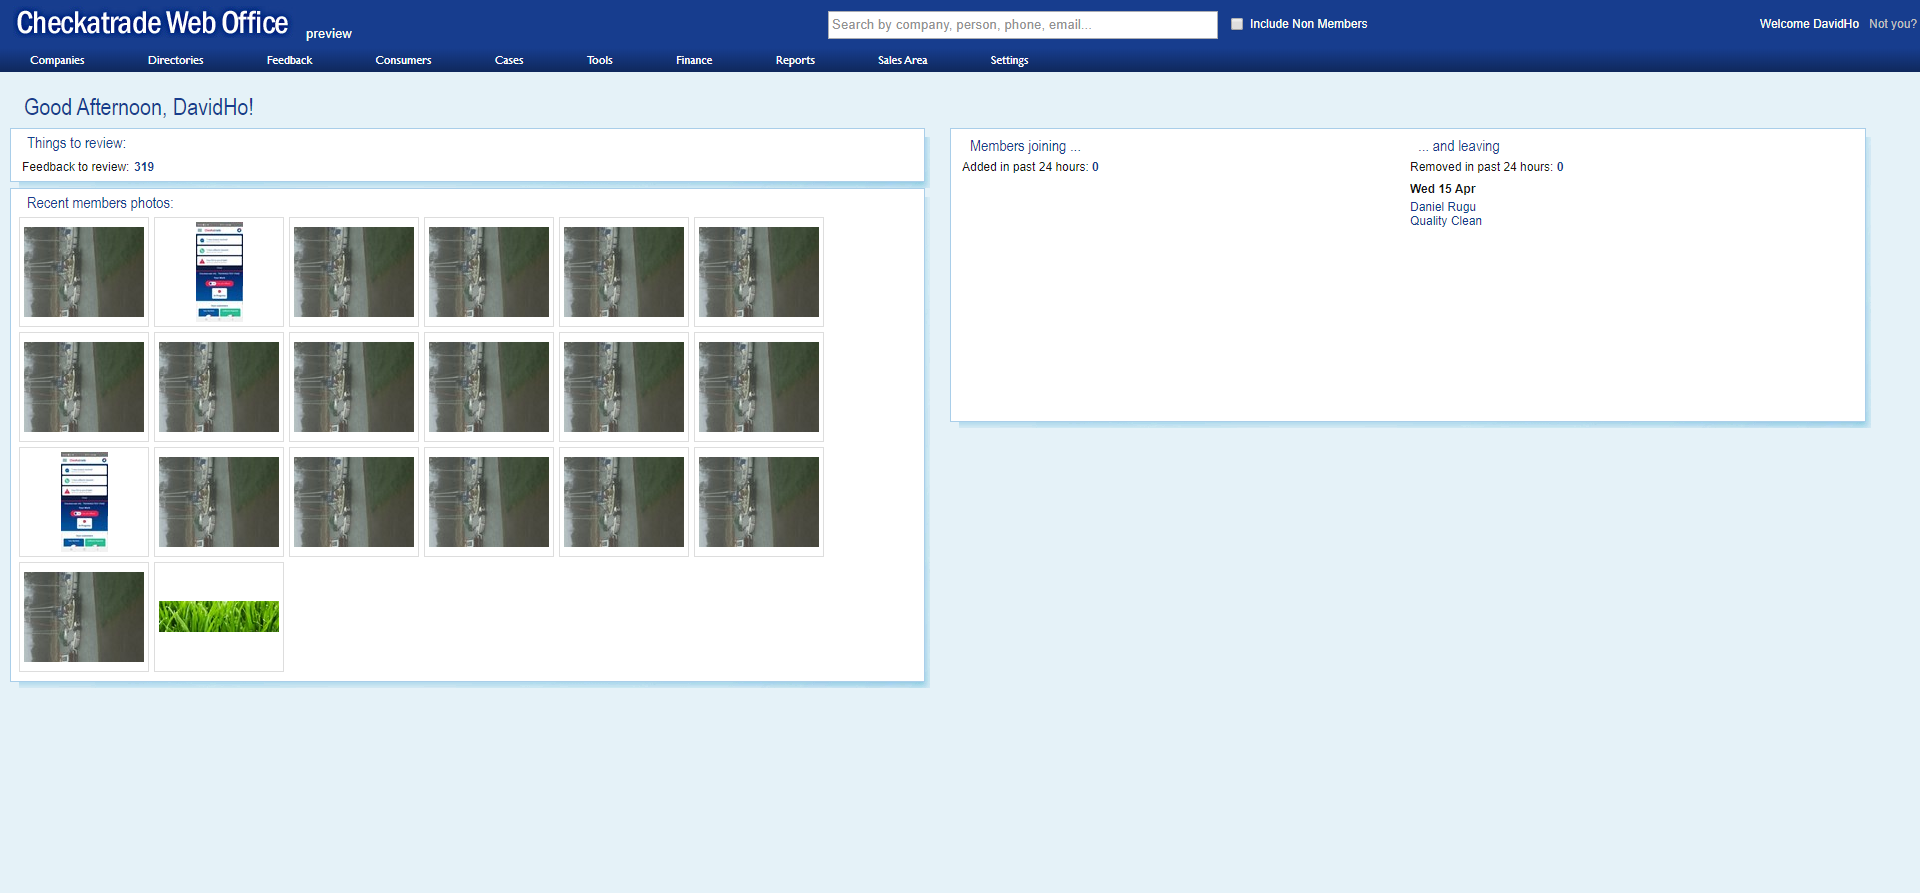 Checkatrade Web Office preview
Include Non Members
Search by company, person, phone, email...
Welcome DavidHo Not you?
Companies Directories Feedback Consumers Cases Tools Finance Reports Sales Area Settings
Good Afternoon, DavidHo!
Things to review:
Feedback to review: 319
Recent members photos:
Members joining ...
Added in past 24 hours: 0
... and leaving
Removed in past 24 hours: 0
Wed 15 Apr
Daniel Rugu
Quality Clean